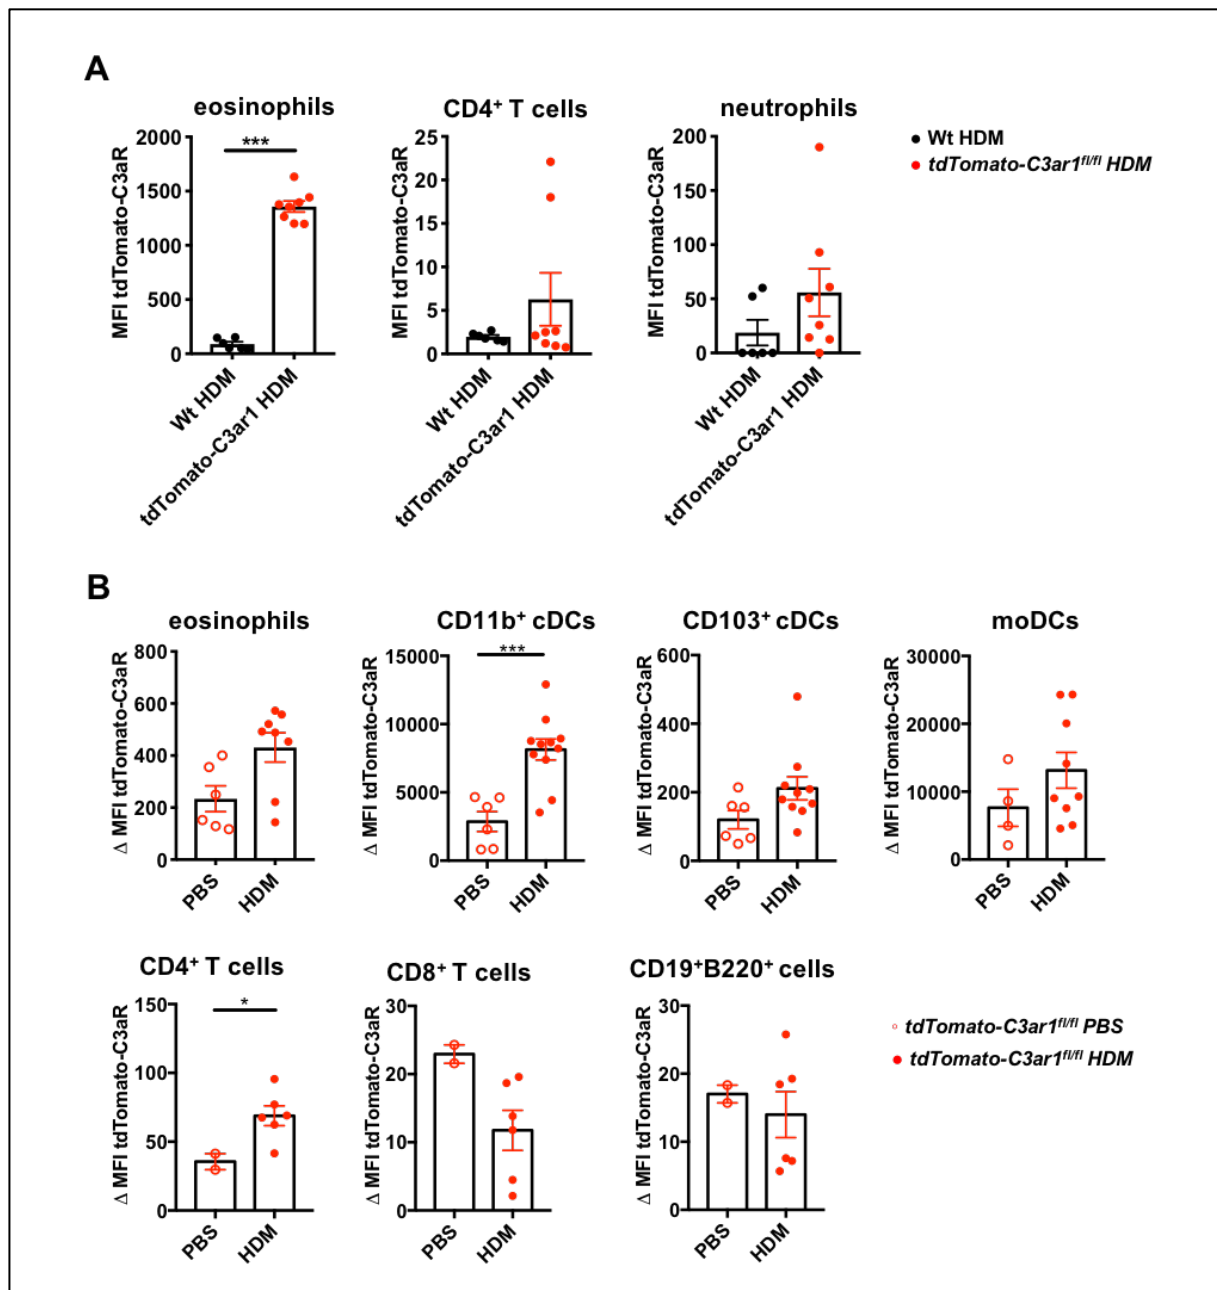 A
eosinophils
CD4+ T cells
neutrophils
MFI tdTomato-C3aR
2000
1500
1000
500
0
***
Wt HDM
tdTomato-C3ar1 HDM
MFI tdTomato-C3aR
25
20
15
10
5
0
Wt HDM
tdTomato-C3ar1 HDM
MFI tdTomato-C3aR
200
150
100
50
0
Wt HDM
tdTomato-C3ar1 HDM
Wt HDM
tdTomato-C3ar1fl/fl HDM
B
eosinophils
CD11b+ cDCs
CD103+ cDCs
moDCs
Δ MFI tdTomato-C3aR
800
600
400
200
0
PBS
HDM
Δ MFI tdTomato-C3aR
15000
10000
5000
0
***
PBS
HDM
Δ MFI tdTomato-C3aR
600
400
200
0
PBS
HDM
Δ MFI tdTomato-C3aR
30000
20000
10000
0
PBS
HDM
CD4+ T cells
CD8+ T cells
CD19+B220+ cells
Δ MFI tdTomato-C3aR
150
100
50
0
*
PBS
HDM
Δ MFI tdTomato-C3aR
30
20
10
0
PBS
HDM
Δ MFI tdTomato-C3aR
30
20
10
0
PBS
HDM
tdTomato-C3ar1fl/fl PBS
tdTomato-C3ar1fl/fl HDM